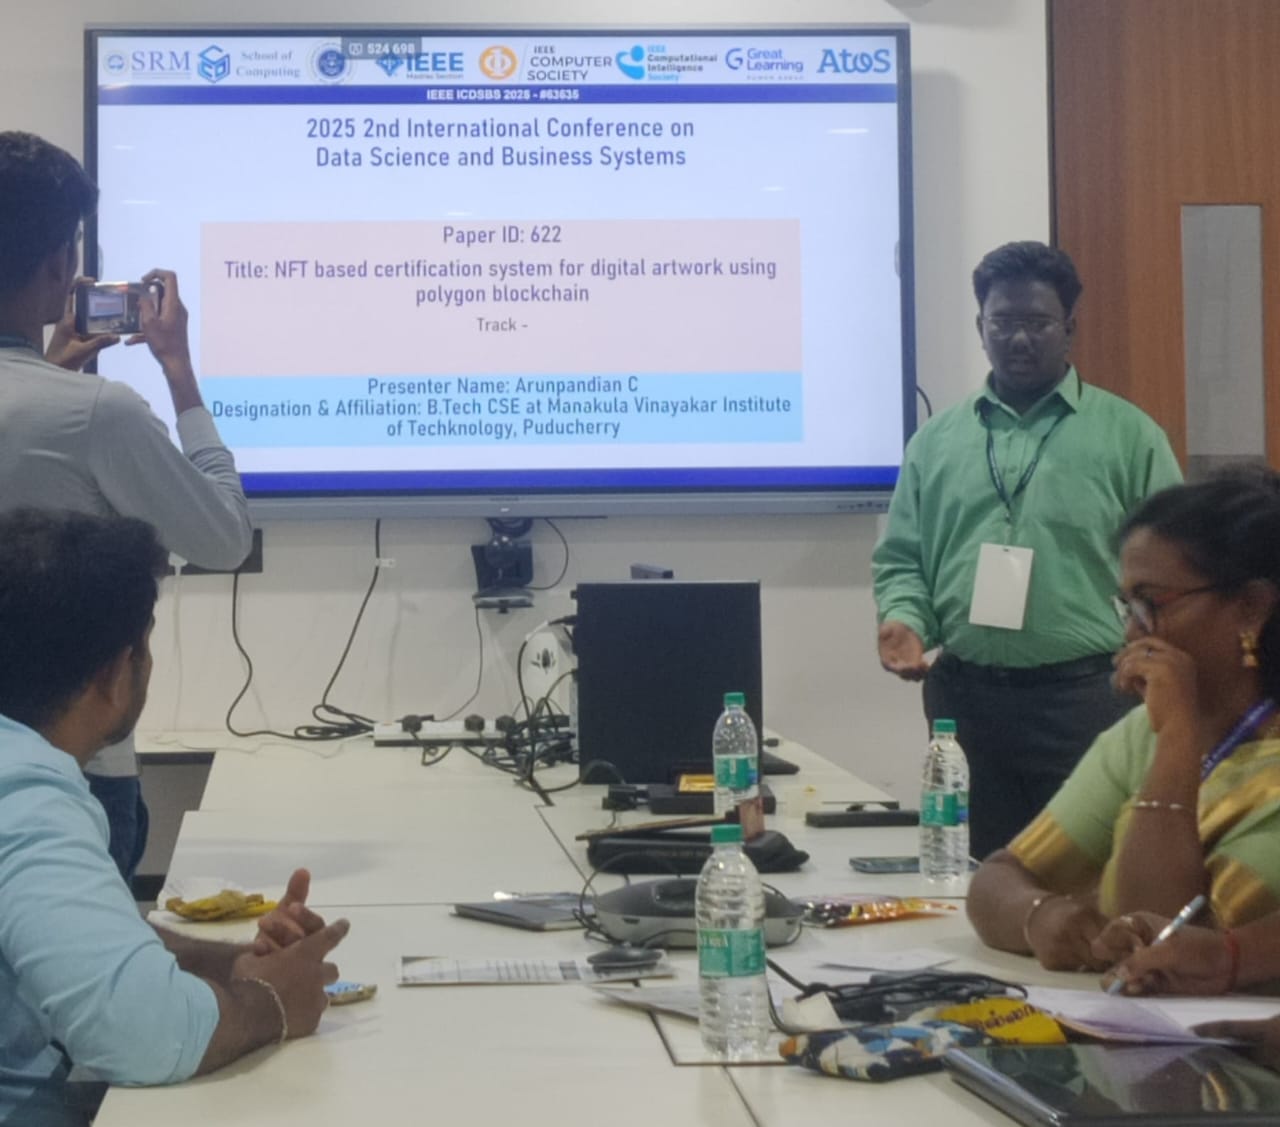 SRM
School of
Computing
524 698
IEEE
Madras Section
IEEE
COMPUTER
SOCIETY
IEEE
Computational
Intelligence
Society
Great
Learning
Atos
IEEE ICDSBS 2025 - #63635
2025 2nd International Conference on
Data Science and Business Systems
Paper ID: 622
Title: NFT based certification system for digital artwork using
polygon blockchain
Track -
Presenter Name: Arunpandian C
Designation & Affiliation: B.Tech CSE at Manakula Vinayakar Institute
of Techknology, Puducherry